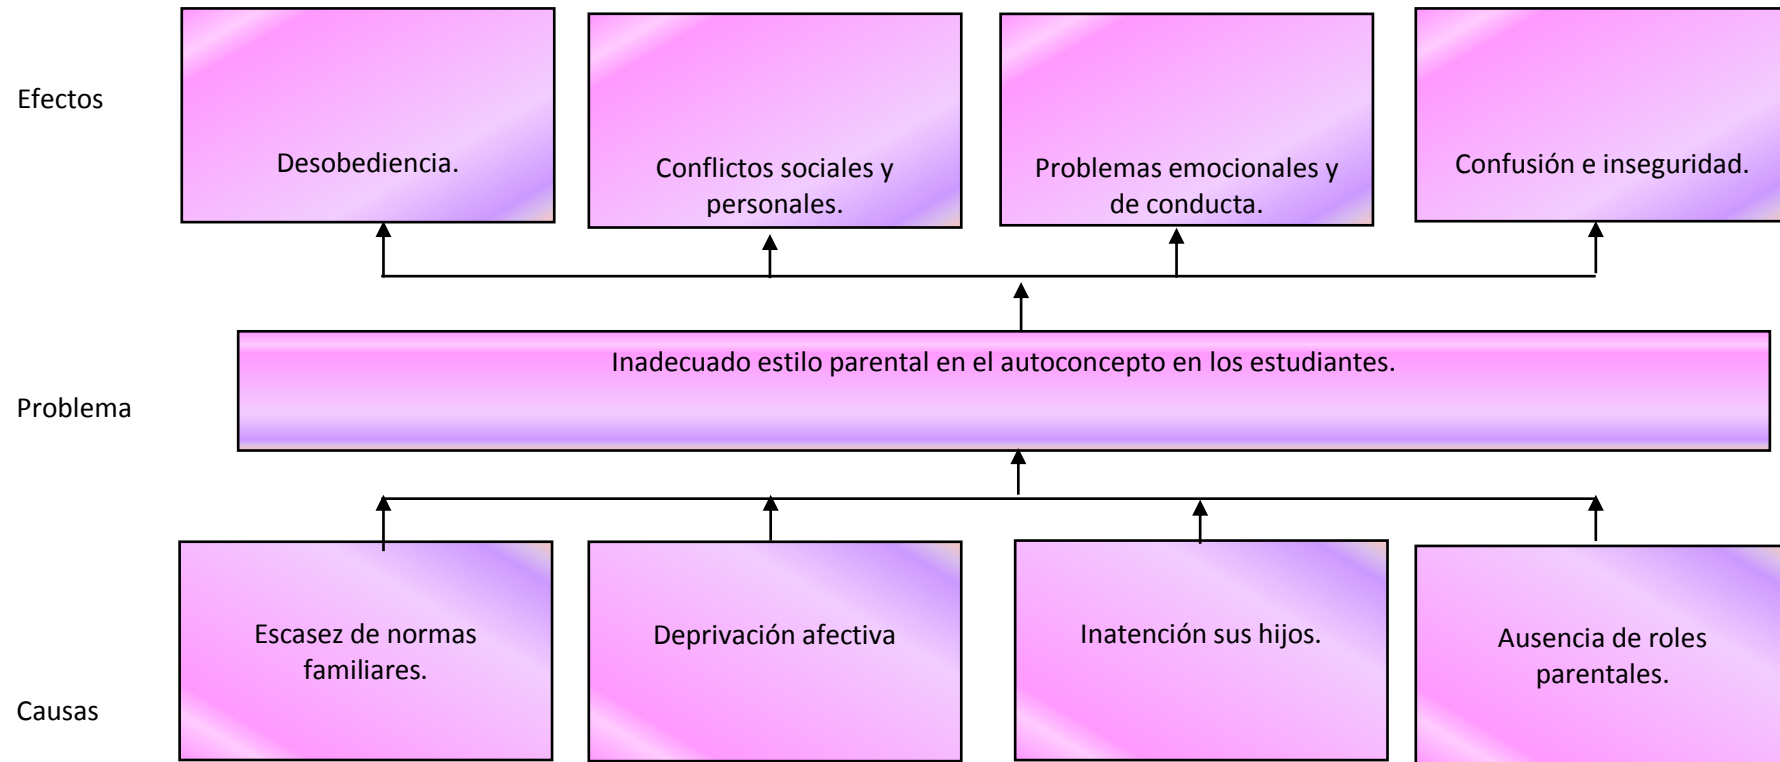 Efectos
Desobediencia.
Conflictos sociales y
personales.
Problemas emocionales y
de conducta.
Confusión e inseguridad.
Problema
Inadecuado estilo parental en el autoconcepto en los estudiantes.
Causas
Escasez de normas
familiares.
Deprivación afectiva
Inatención sus hijos.
Ausencia de roles
parentales.